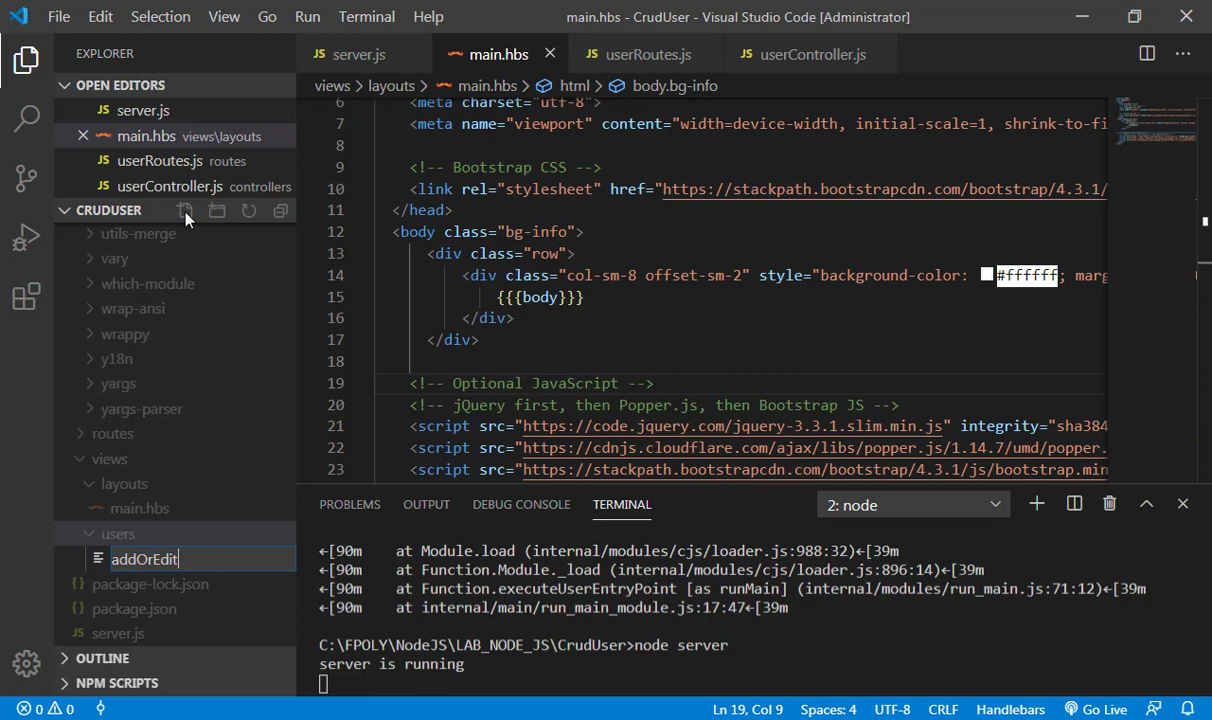 File Edit Selection View Go Run Terminal Help main.hbs - CrudUser - Visual Studio Code [Administrator]
EXPLORER
OPEN EDITORS
JS server.js
main.hbs views\layouts
JS userRoutes.js routes
JS userController.js controllers
CRUDUSER
utils-merge
vary
which-module
wrap-ansi
wrappy
y18n
yargs
yargs-parser
routes
views
layouts
main.hbs
users
addOrEdit
{} package-lock.json
{} package.json
JS server.js
OUTLINE
NPM SCRIPTS
JS server.js main.hbs JS userRoutes.js JS userController.js
views > layouts > main.hbs > html > body.bg-info
6 <meta charset="utf-8">
7 <meta name="viewport" content="width=device-width, initial-scale=1, shrink-to-fi
8
9 <!-- Bootstrap CSS -->
10 <link rel="stylesheet" href="https://stackpath.bootstrapcdn.com/bootstrap/4.3.1/
11 </head>
12 <body class="bg-info">
13 <div class="row">
14 <div class="col-sm-8 offset-sm-2" style="background-color: #ffffff; marg
15 {{{body}}}
16 </div>
17 </div>
18
19 <!-- Optional JavaScript -->
20 <!-- jQuery first, then Popper.js, then Bootstrap JS -->
21 <script src="https://code.jquery.com/jquery-3.3.1.slim.min.js" integrity="sha384
22 <script src="https://cdnjs.cloudflare.com/ajax/libs/popper.js/1.14.7/umd/popper.
23 <script src="https://stackpath.bootstrapcdn.com/bootstrap/4.3.1/js/bootstrap.min
PROBLEMS OUTPUT DEBUG CONSOLE TERMINAL 2: node
←[90m at Module.load (internal/modules/cjs/loader.js:988:32)←[39m
←[90m at Function.Module._load (internal/modules/cjs/loader.js:896:14)←[39m
←[90m at Function.executeUserEntryPoint [as runMain] (internal/modules/run_main.js:71:12)←[39m
←[90m at internal/main/run_main_module.js:17:47←[39m
C:\FPOLY\NodeJS\LAB_NODE_JS\CrudUser>node server
server is running
0 0 Ln 19, Col 9 Spaces: 4 UTF-8 CRLF Handlebars Go Live